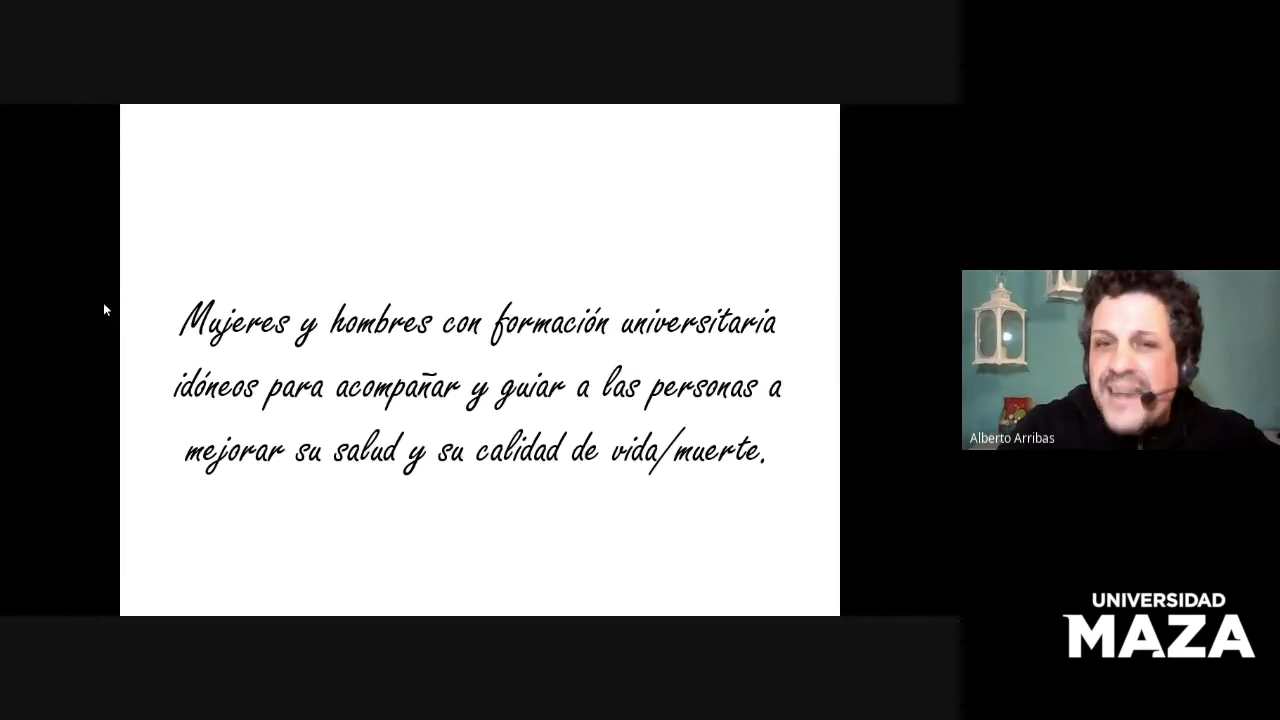 Mujeres y hombres con formación universitaria
idóneos para acompañar y guiar a las personas a
mejorar su salud y su calidad de vida/muerte.
Alberto Arribas
UNIVERSIDAD
MAZA